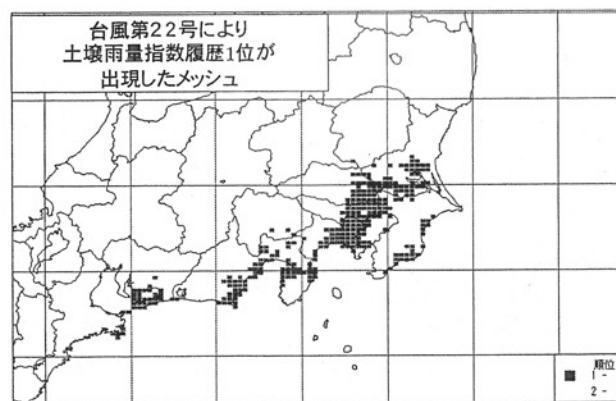 台風第22号により
土壌雨量指数履歴1位が
出現したメッシュ
順位
1 -
2 -